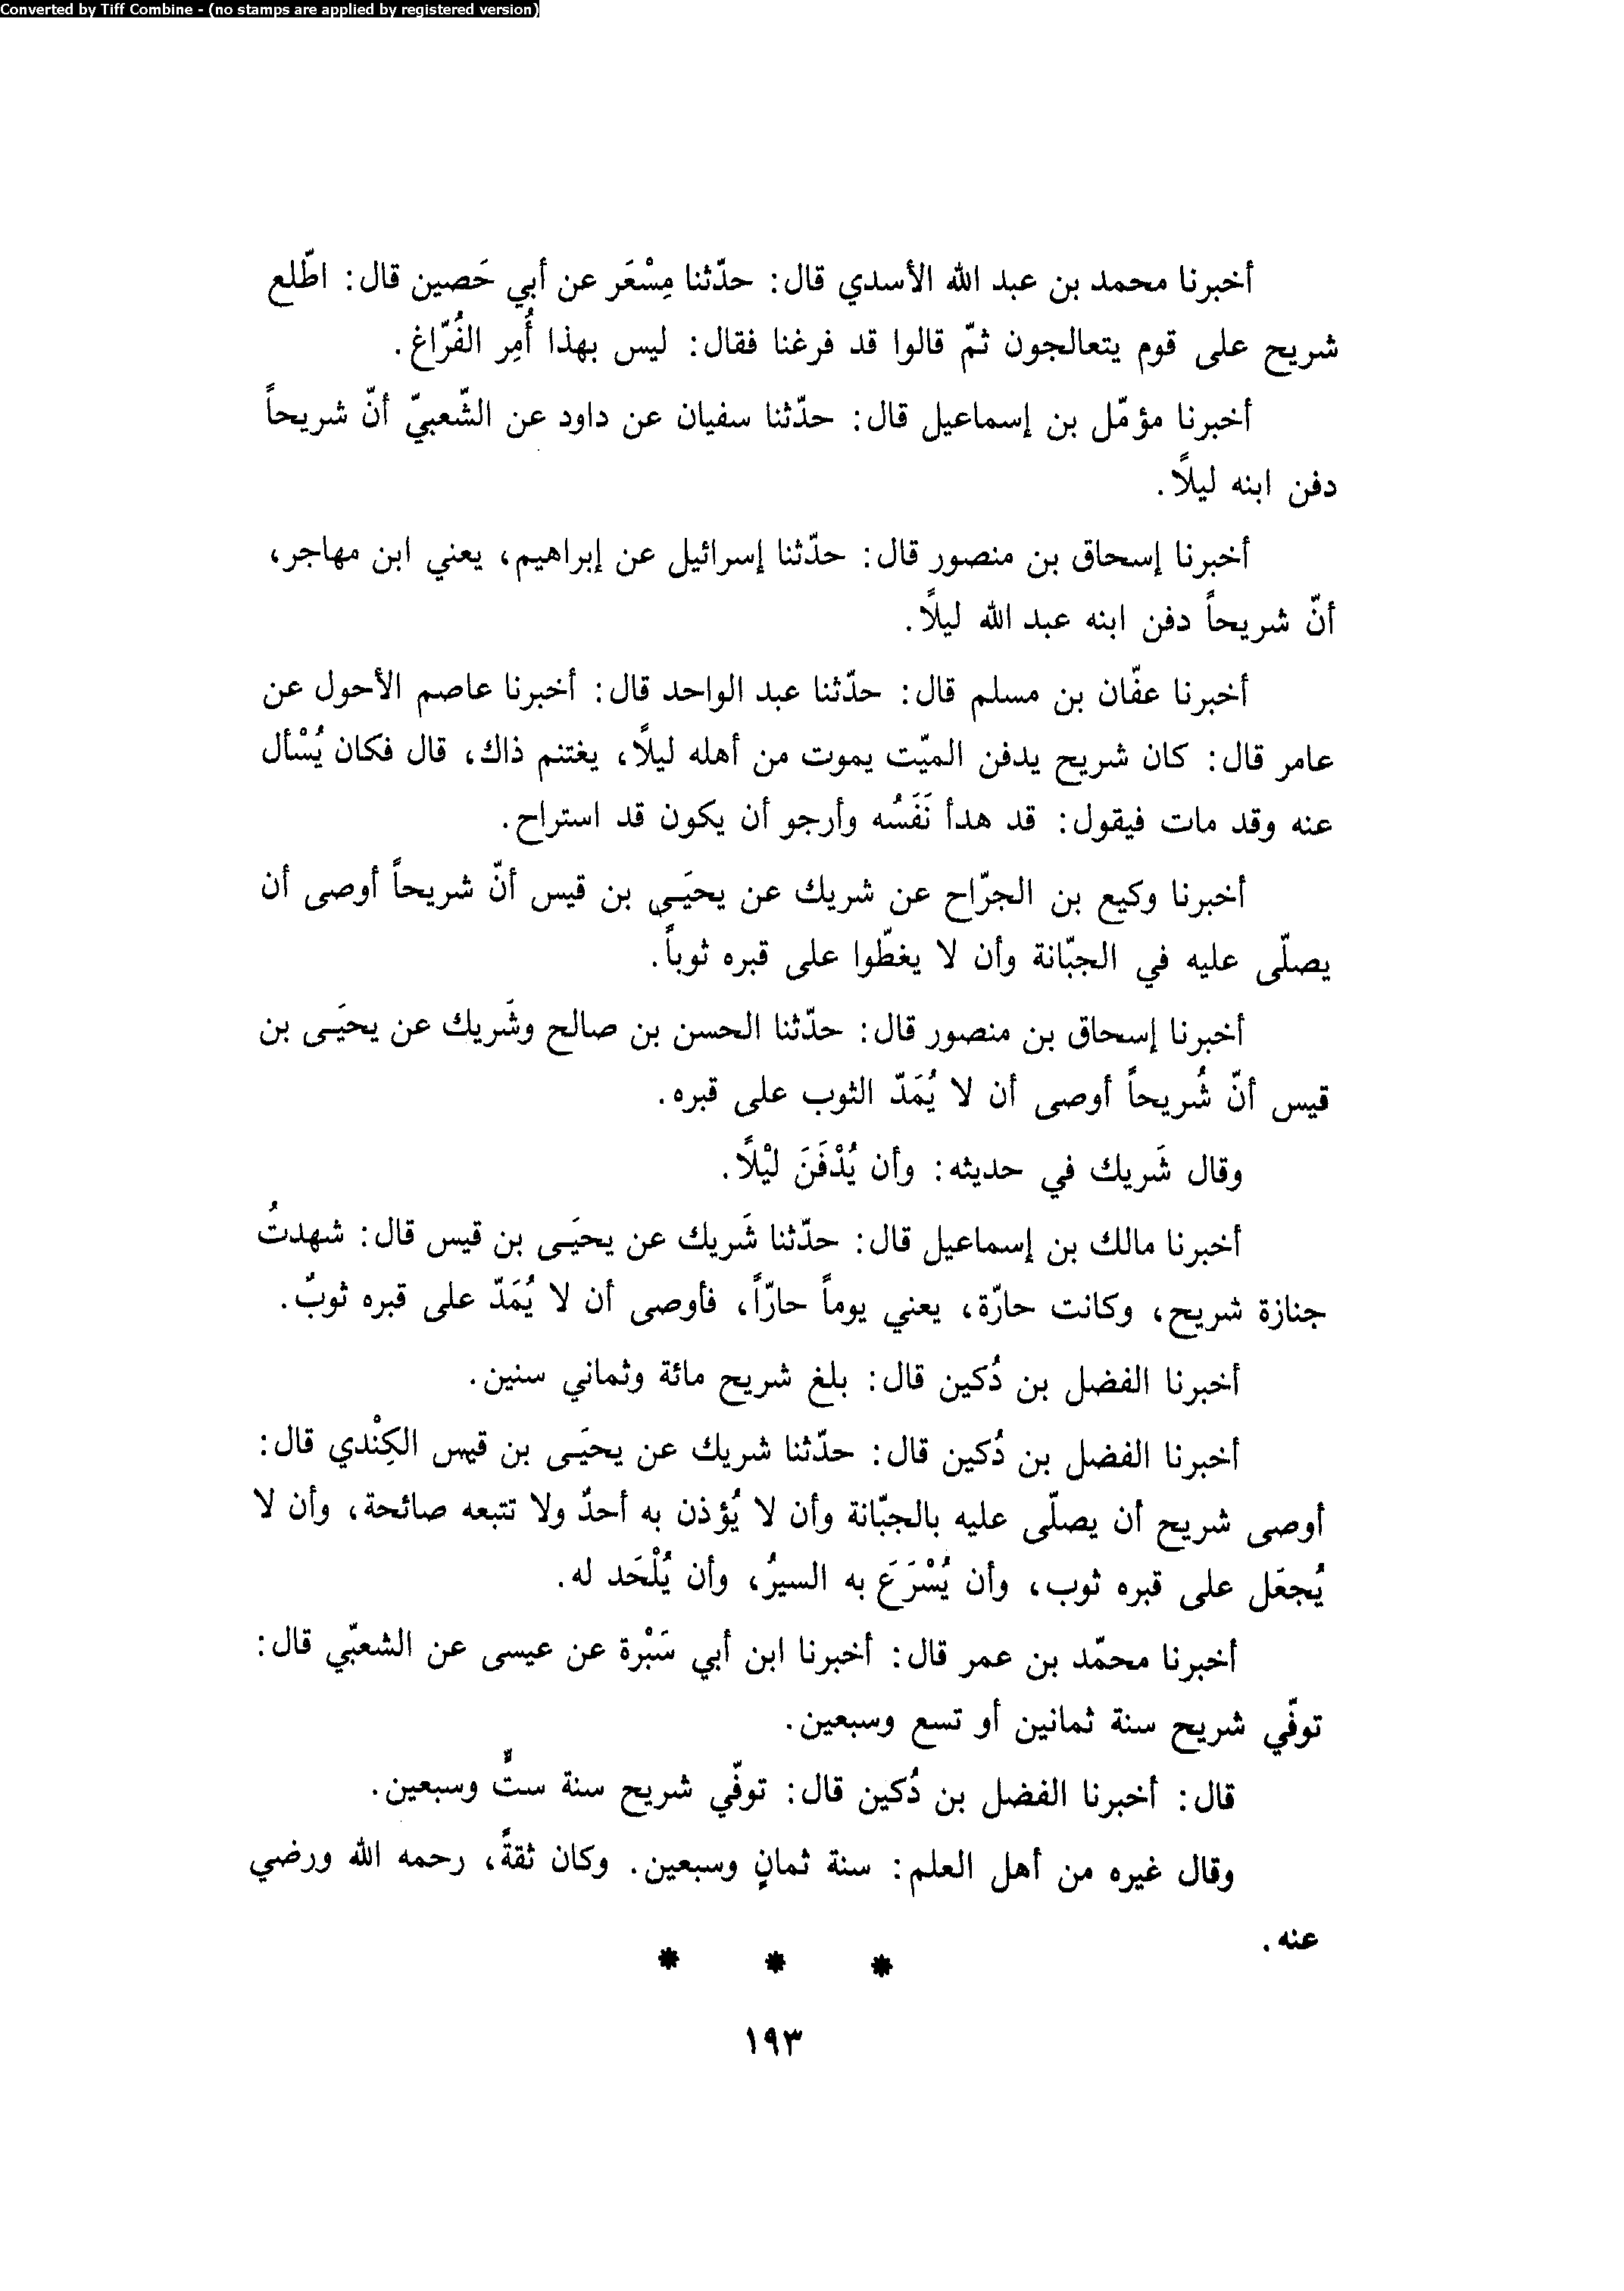 Converted by Tiff Combine - (no stamps are applied by registered version)
أخبرنا محمد بن عبد الله الأسدي قال: حدّثنا مِسْعَر عن أبي حَصين قال: اطّلع
شريح على قوم يتعالجون ثمّ قالوا قد فرغنا فقال: ليس بهذا أُمِر الفُرّاغ.
أخبرنا مؤمّل بن إسماعيل قال: حدّثنا سفيان عن داود عن الشّعبيّ أنّ شريحاً
دفن ابنه ليلًا.
أخبرنا إسحاق بن منصور قال: حدّثنا إسرائيل عن إبراهيم، يعني ابن مهاجر،
أنّ شريحاً دفن ابنه عبد الله ليلًا.
أخبرنا عفّان بن مسلم قال: حدّثنا عبد الواحد قال: أخبرنا عاصم الأحول عن
عامر قال: كان شريح يدفن الميّت يموت من أهله ليلًا، يغتنم ذاك، قال فكان يُسْأل
عنه وقد مات فيقول: قد هدأ نَفَسُه وأرجو أن يكون قد استراح.
أخبرنا وكيع بن الجرّاح عن شريك عن يحيَى بن قيس أنّ شريحاً أوصى أن
يصلّى عليه في الجبّانة وأن لا يغطّوا على قبره ثوباً.
أخبرنا إسحاق بن منصور قال: حدّثنا الحسن بن صالح وشَريك عن يحيَى بن
قيس أنّ شُريحاً أوصى أن لا يُمَدّ الثوب على قبره.
وقال شَريك في حديثه: وأن يُدْفَنَ ليْلًا.
أخبرنا مالك بن إسماعيل قال: حدّثنا شَريك عن يحيَى بن قيس قال: شهدتُ
جنازة شريح، وكانت حارّة، يعني يوماً حارّاً، فأوصى أن لا يُمَدّ على قبره ثوبٌ.
أخبرنا الفضل بن دُكين قال: بلغ شريح مائة وثماني سنين.
أخبرنا الفضل بن دُكين قال: حدّثنا شريك عن يحيَى بن قيس الكِنْدي قال:
أوصى شريح أن يصلّى عليه بالجبّانة وأن لا يُؤذن به أحدٌ ولا تتبعه صائحة، وأن لا
يُجعَل على قبره ثوب، وأن يُسْرَعَ به السيرُ، وأن يُلْحَد له.
أخبرنا محمّد بن عمر قال: أخبرنا ابن أبي سَبْرة عن عيسى عن الشعبّي قال:
توفّي شريح سنة ثمانين أو تسع وسبعين.
قال: أخبرنا الفضل بن دُكين قال: توفّي شريح سنة ستٌّ وسبعين.
وقال غيره من أهل العلم: سنة ثمانٍ وسبعين. وكان ثقةً، رحمه الله ورضي
عنه.
* * *
١٩٣